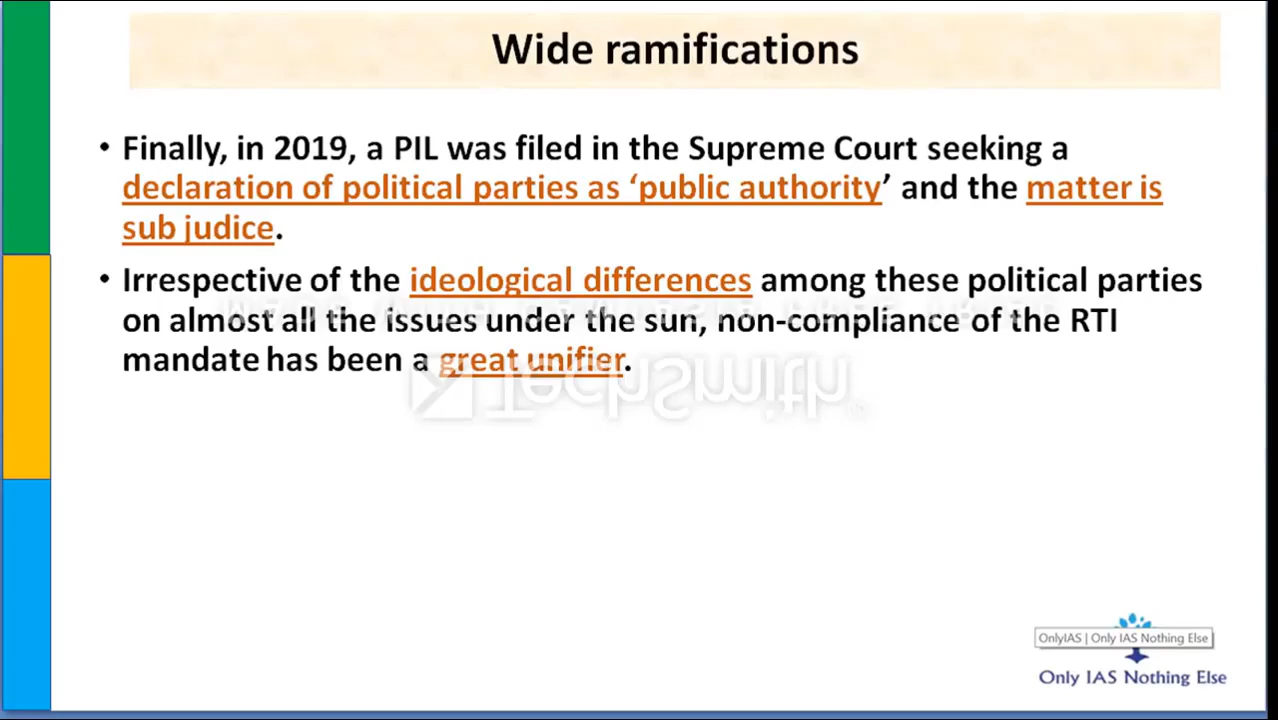 Wide ramifications
• Finally, in 2019, a PIL was filed in the Supreme Court seeking a
declaration of political parties as ‘public authority’ and the matter is
sub judice.
• Irrespective of the ideological differences among these political parties
on almost all the issues under the sun, non-compliance of the RTI
mandate has been a great unifier.
TechSmith
OnlyIAS | Only IAS Nothing Else
Only IAS Nothing Else